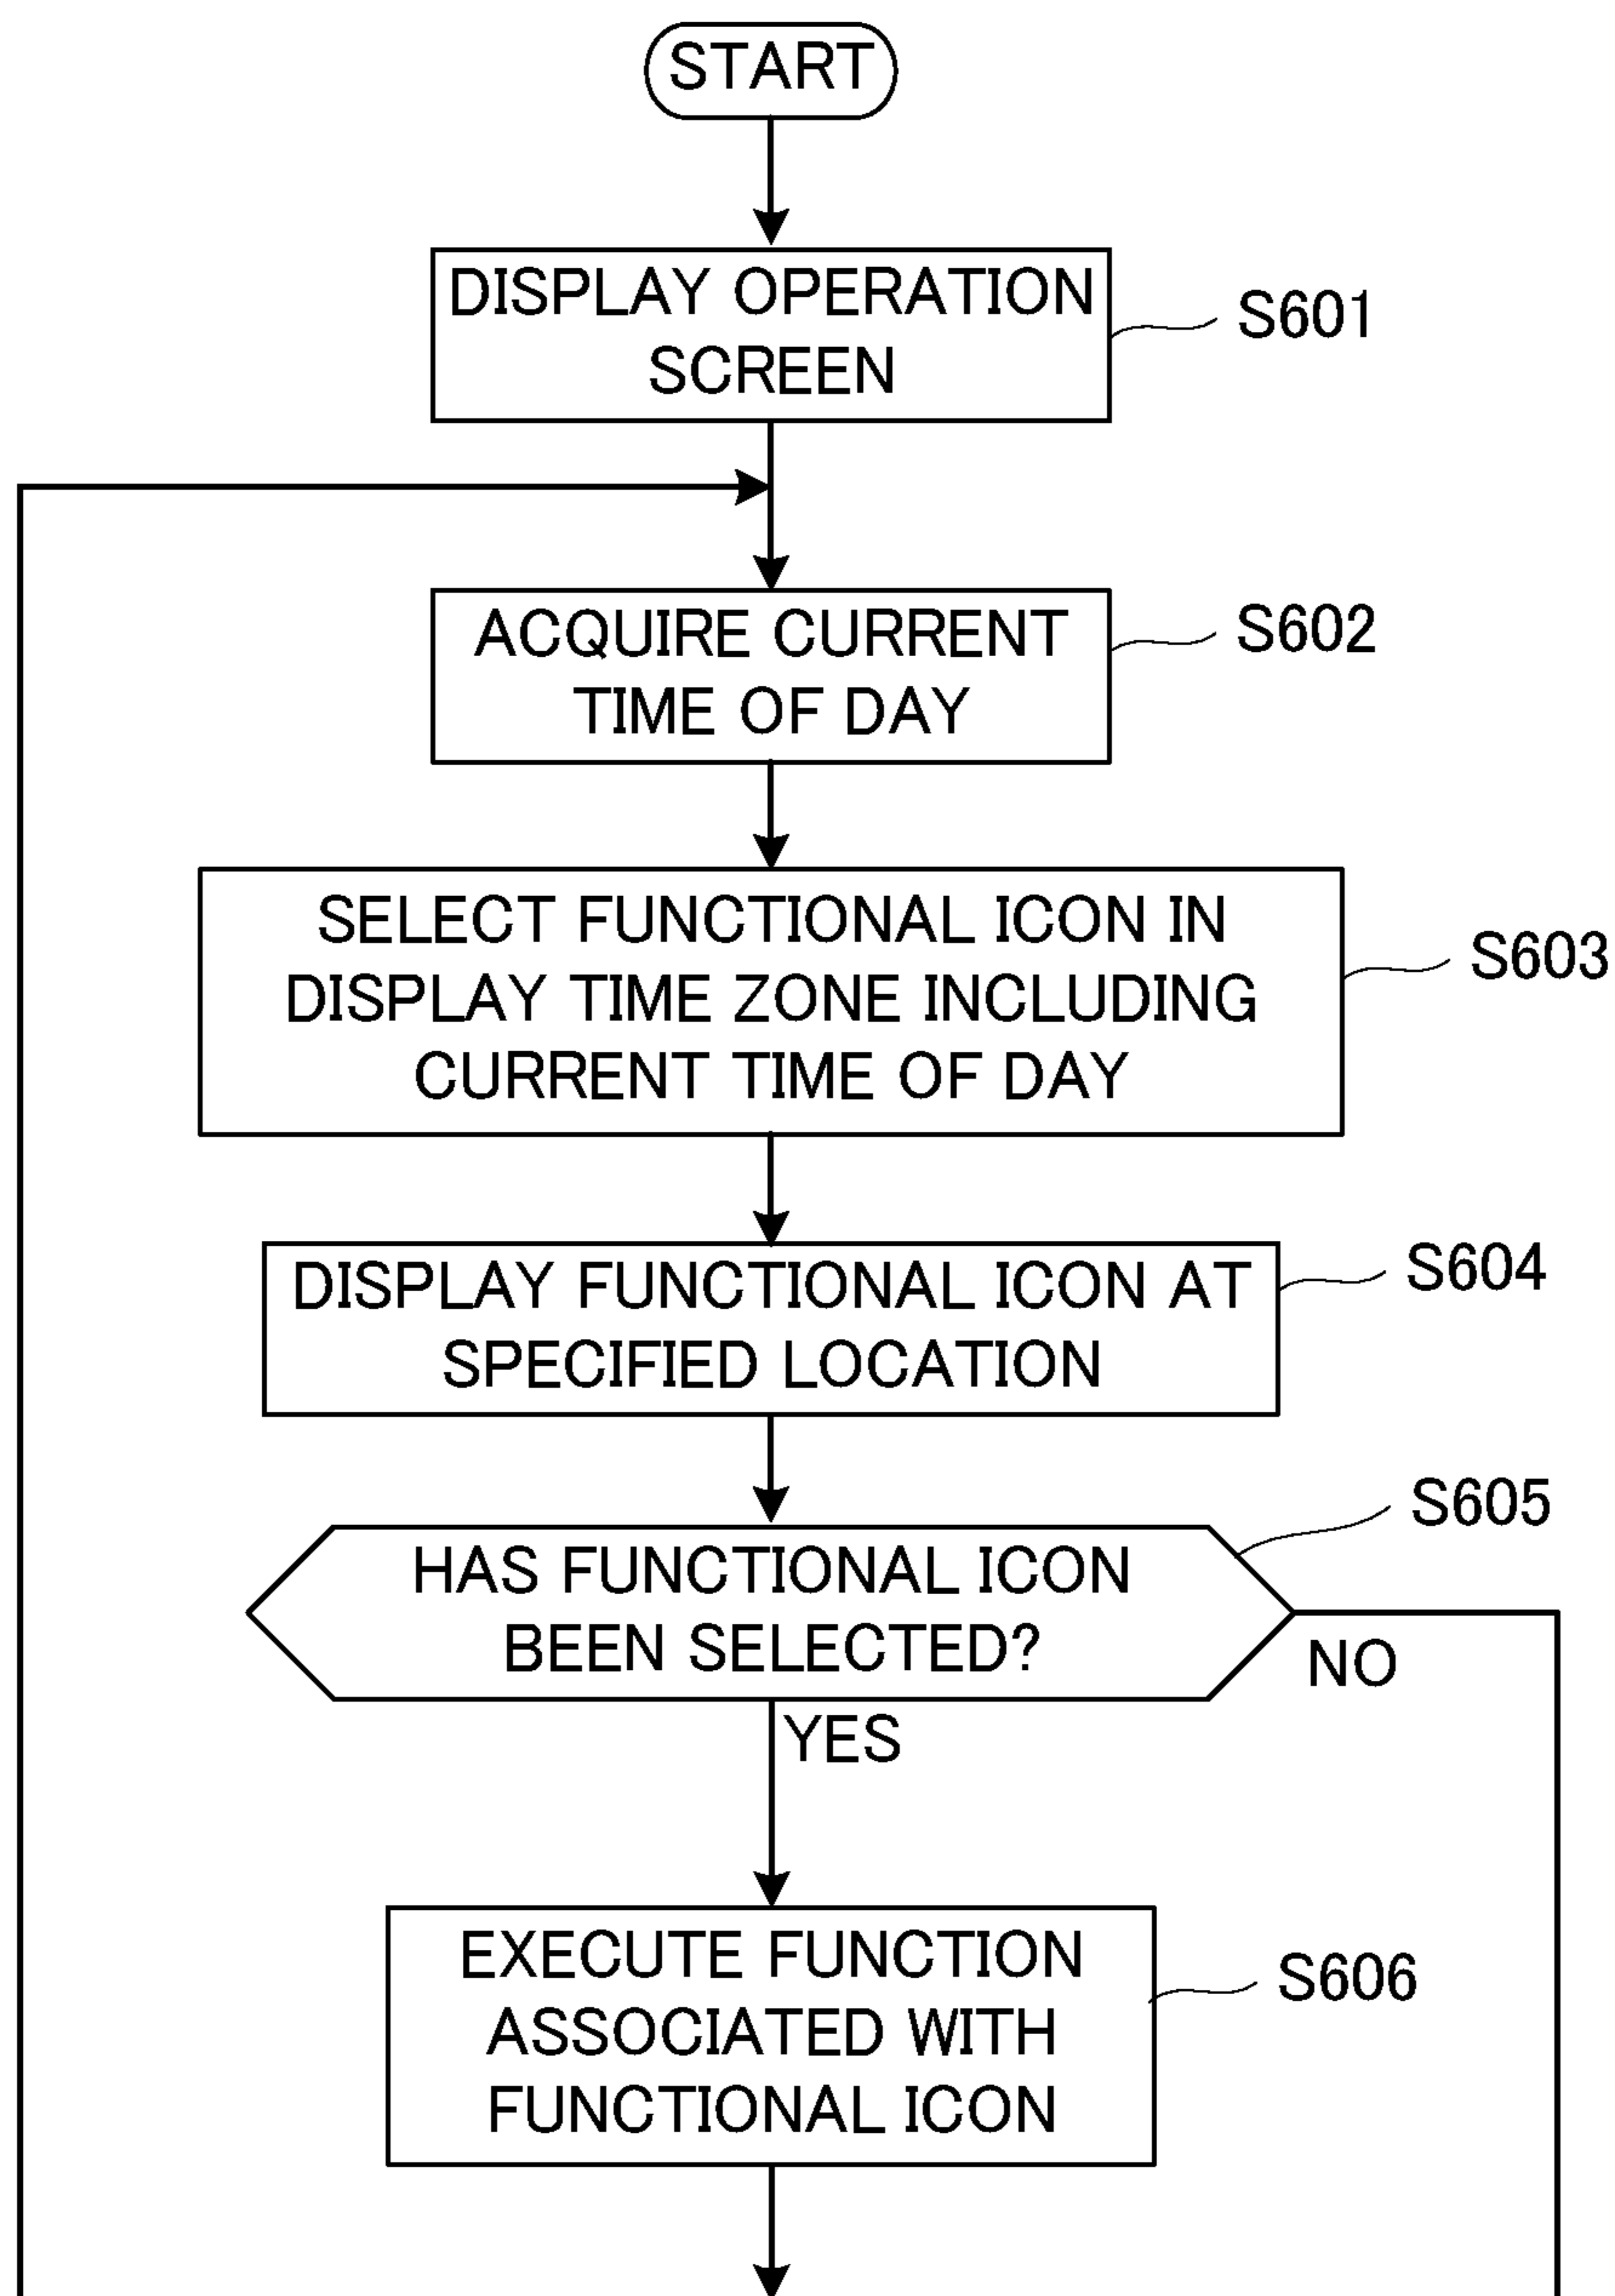 START
DISPLAY OPERATION
SCREEN
S601
ACQUIRE CURRENT
TIME OF DAY
S602
SELECT FUNCTIONAL ICON IN
DISPLAY TIME ZONE INCLUDING
CURRENT TIME OF DAY
S603
DISPLAY FUNCTIONAL ICON AT
SPECIFIED LOCATION
S604
HAS FUNCTIONAL ICON
BEEN SELECTED?
S605
NO
YES
EXECUTE FUNCTION
ASSOCIATED WITH
FUNCTIONAL ICON
S606